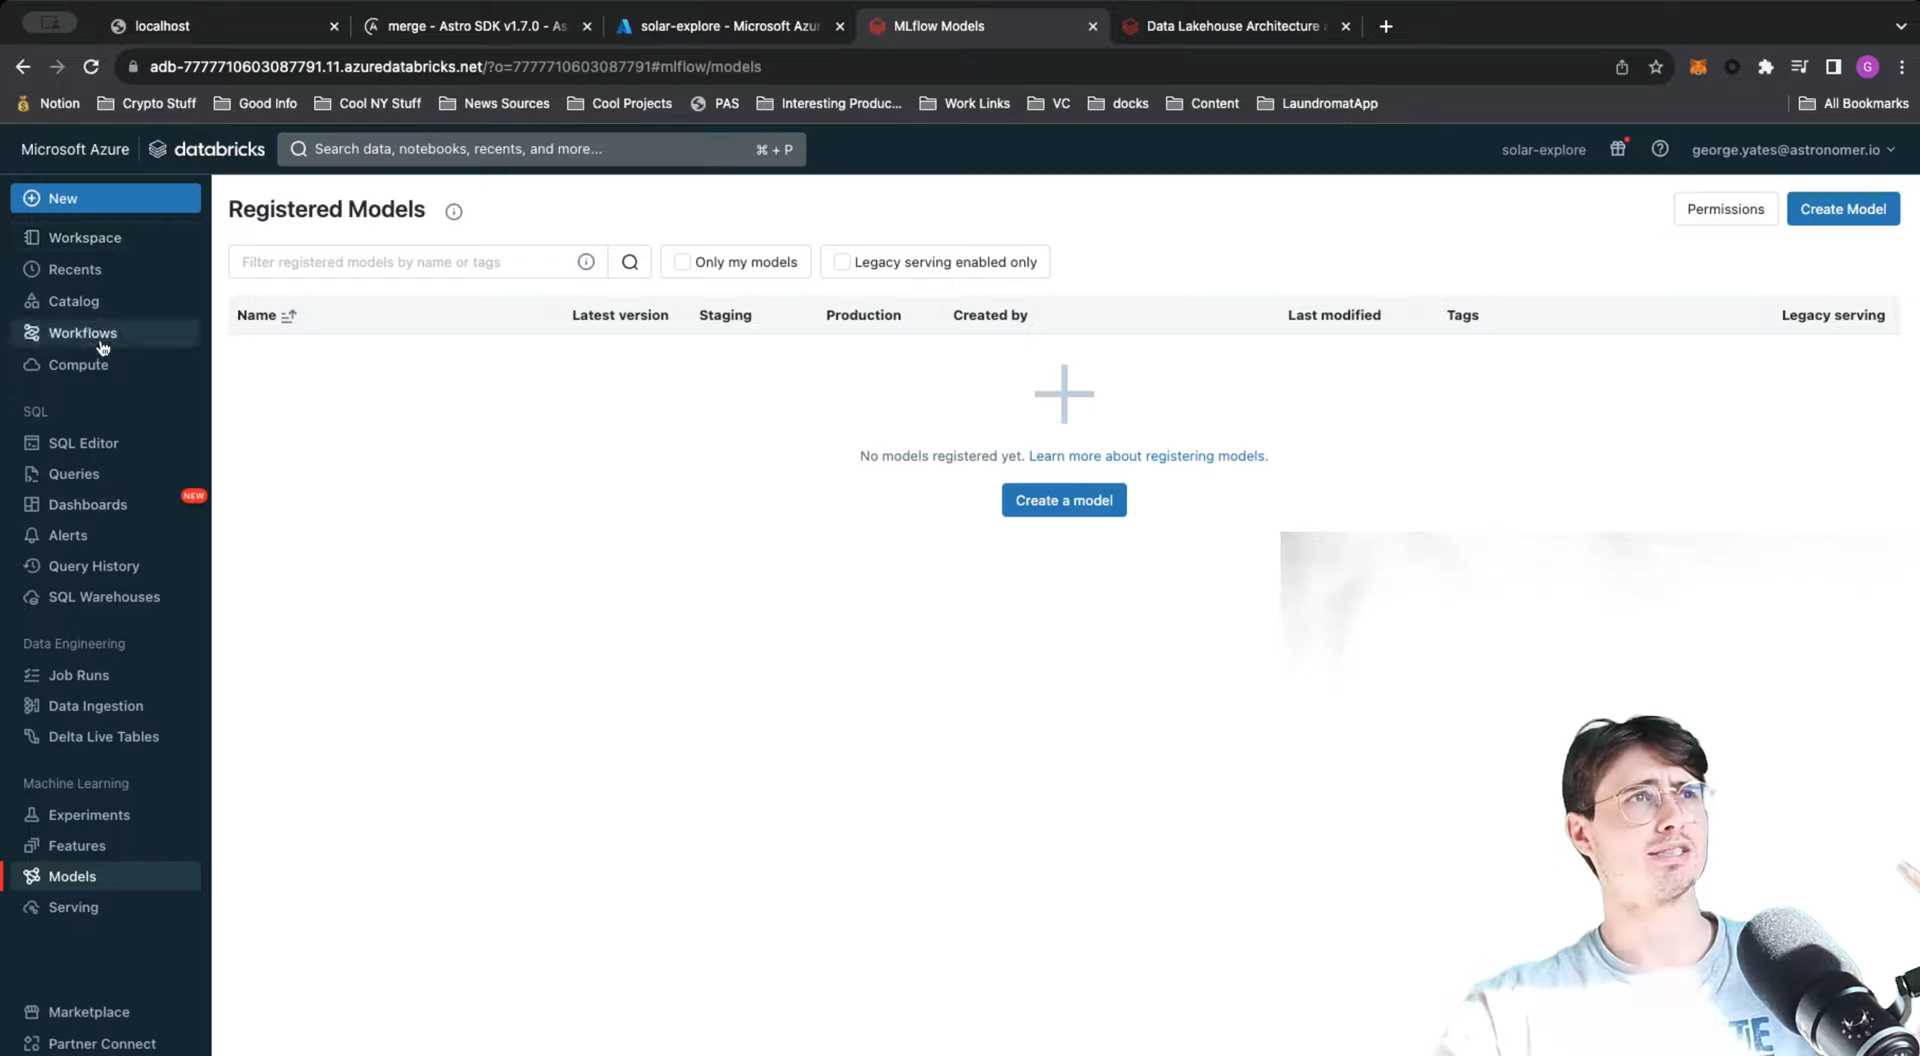 localhost
merge - Astro SDK v1.7.0 - As
solar-explore - Microsoft Azur
MLflow Models
Data Lakehouse Architecture
adb-7777710603087791.11.azuredatabricks.net/?o=7777710603087791#mlflow/models
G
Notion
Crypto Stuff
Good Info
Cool NY Stuff
News Sources
Cool Projects
PAS
Interesting Produc...
Work Links
VC
docks
Content
LaundromatApp
All Bookmarks
Microsoft Azure
databricks
Search data, notebooks, recents, and more...
⌘ + P
solar-explore
george.yates@astronomer.io
New
Workspace
Recents
Catalog
Workflows
Compute
SQL
SQL Editor
Queries
Dashboards
NEW
Alerts
Query History
SQL Warehouses
Data Engineering
Job Runs
Data Ingestion
Delta Live Tables
Machine Learning
Experiments
Features
Models
Serving
Marketplace
Partner Connect
Registered Models
Permissions
Create Model
Filter registered models by name or tags
Only my models
Legacy serving enabled only
Name
Latest version
Staging
Production
Created by
Last modified
Tags
Legacy serving
No models registered yet. Learn more about registering models.
Create a model